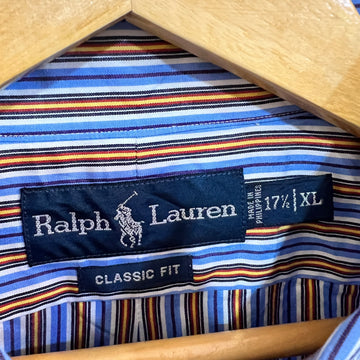 Ralph Lauren
MADE IN PHILIPPINES
17½ XL
CLASSIC FIT